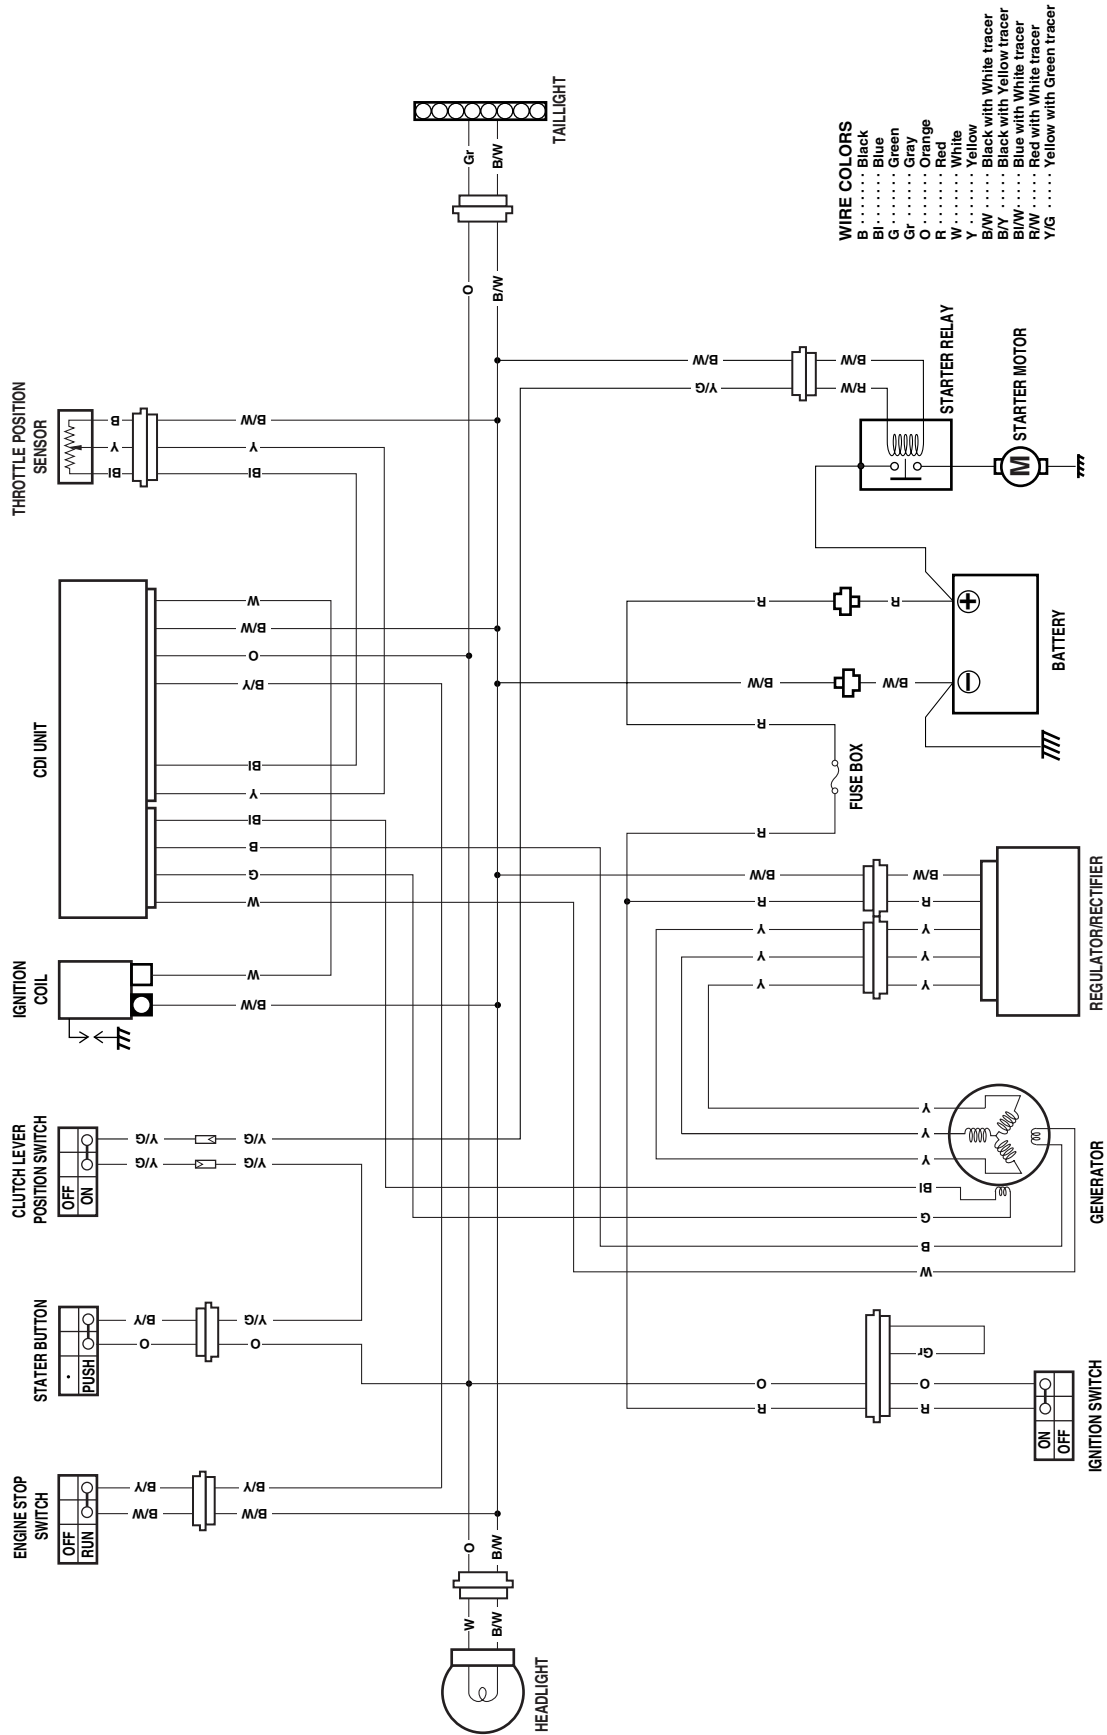 ENGINE STOP
SWITCH
OFF
RUN
B/W B/Y
B/W B/Y
STATER BUTTON
·
PUSH
O B/Y
O Y/G
CLUTCH LEVER
POSITION SWITCH
OFF
ON
Y/G Y/G
Y/G Y/G
IGNITION
COIL
B/W W
CDI UNIT
W G B Bl Y Bl B/Y O B/W W
THROTTLE POSITION
SENSOR
Bl Y B
Bl Y B/W
HEADLIGHT
W O
B/W B/W
O Gr
B/W B/W
TAILLIGHT
R O
R O Gr
ON
OFF
IGNITION SWITCH
W B G Bl Y Y Y
GENERATOR
Y Y Y R B/W
Y Y Y R B/W
REGULATOR/RECTIFIER
R
R
FUSE BOX
B/W R
B/W R
BATTERY
Y/G B/W
R/W B/W
STARTER RELAY
M
STARTER MOTOR
WIRE COLORS
B ........ Black
Bl ........ Blue
G ........ Green
Gr ....... Gray
O ........ Orange
R ........ Red
W ........ White
Y ........ Yellow
B/W ..... Black with White tracer
B/Y ..... Black with Yellow tracer
Bl/W ..... Blue with White tracer
R/W ..... Red with White tracer
Y/G ..... Yellow with Green tracer